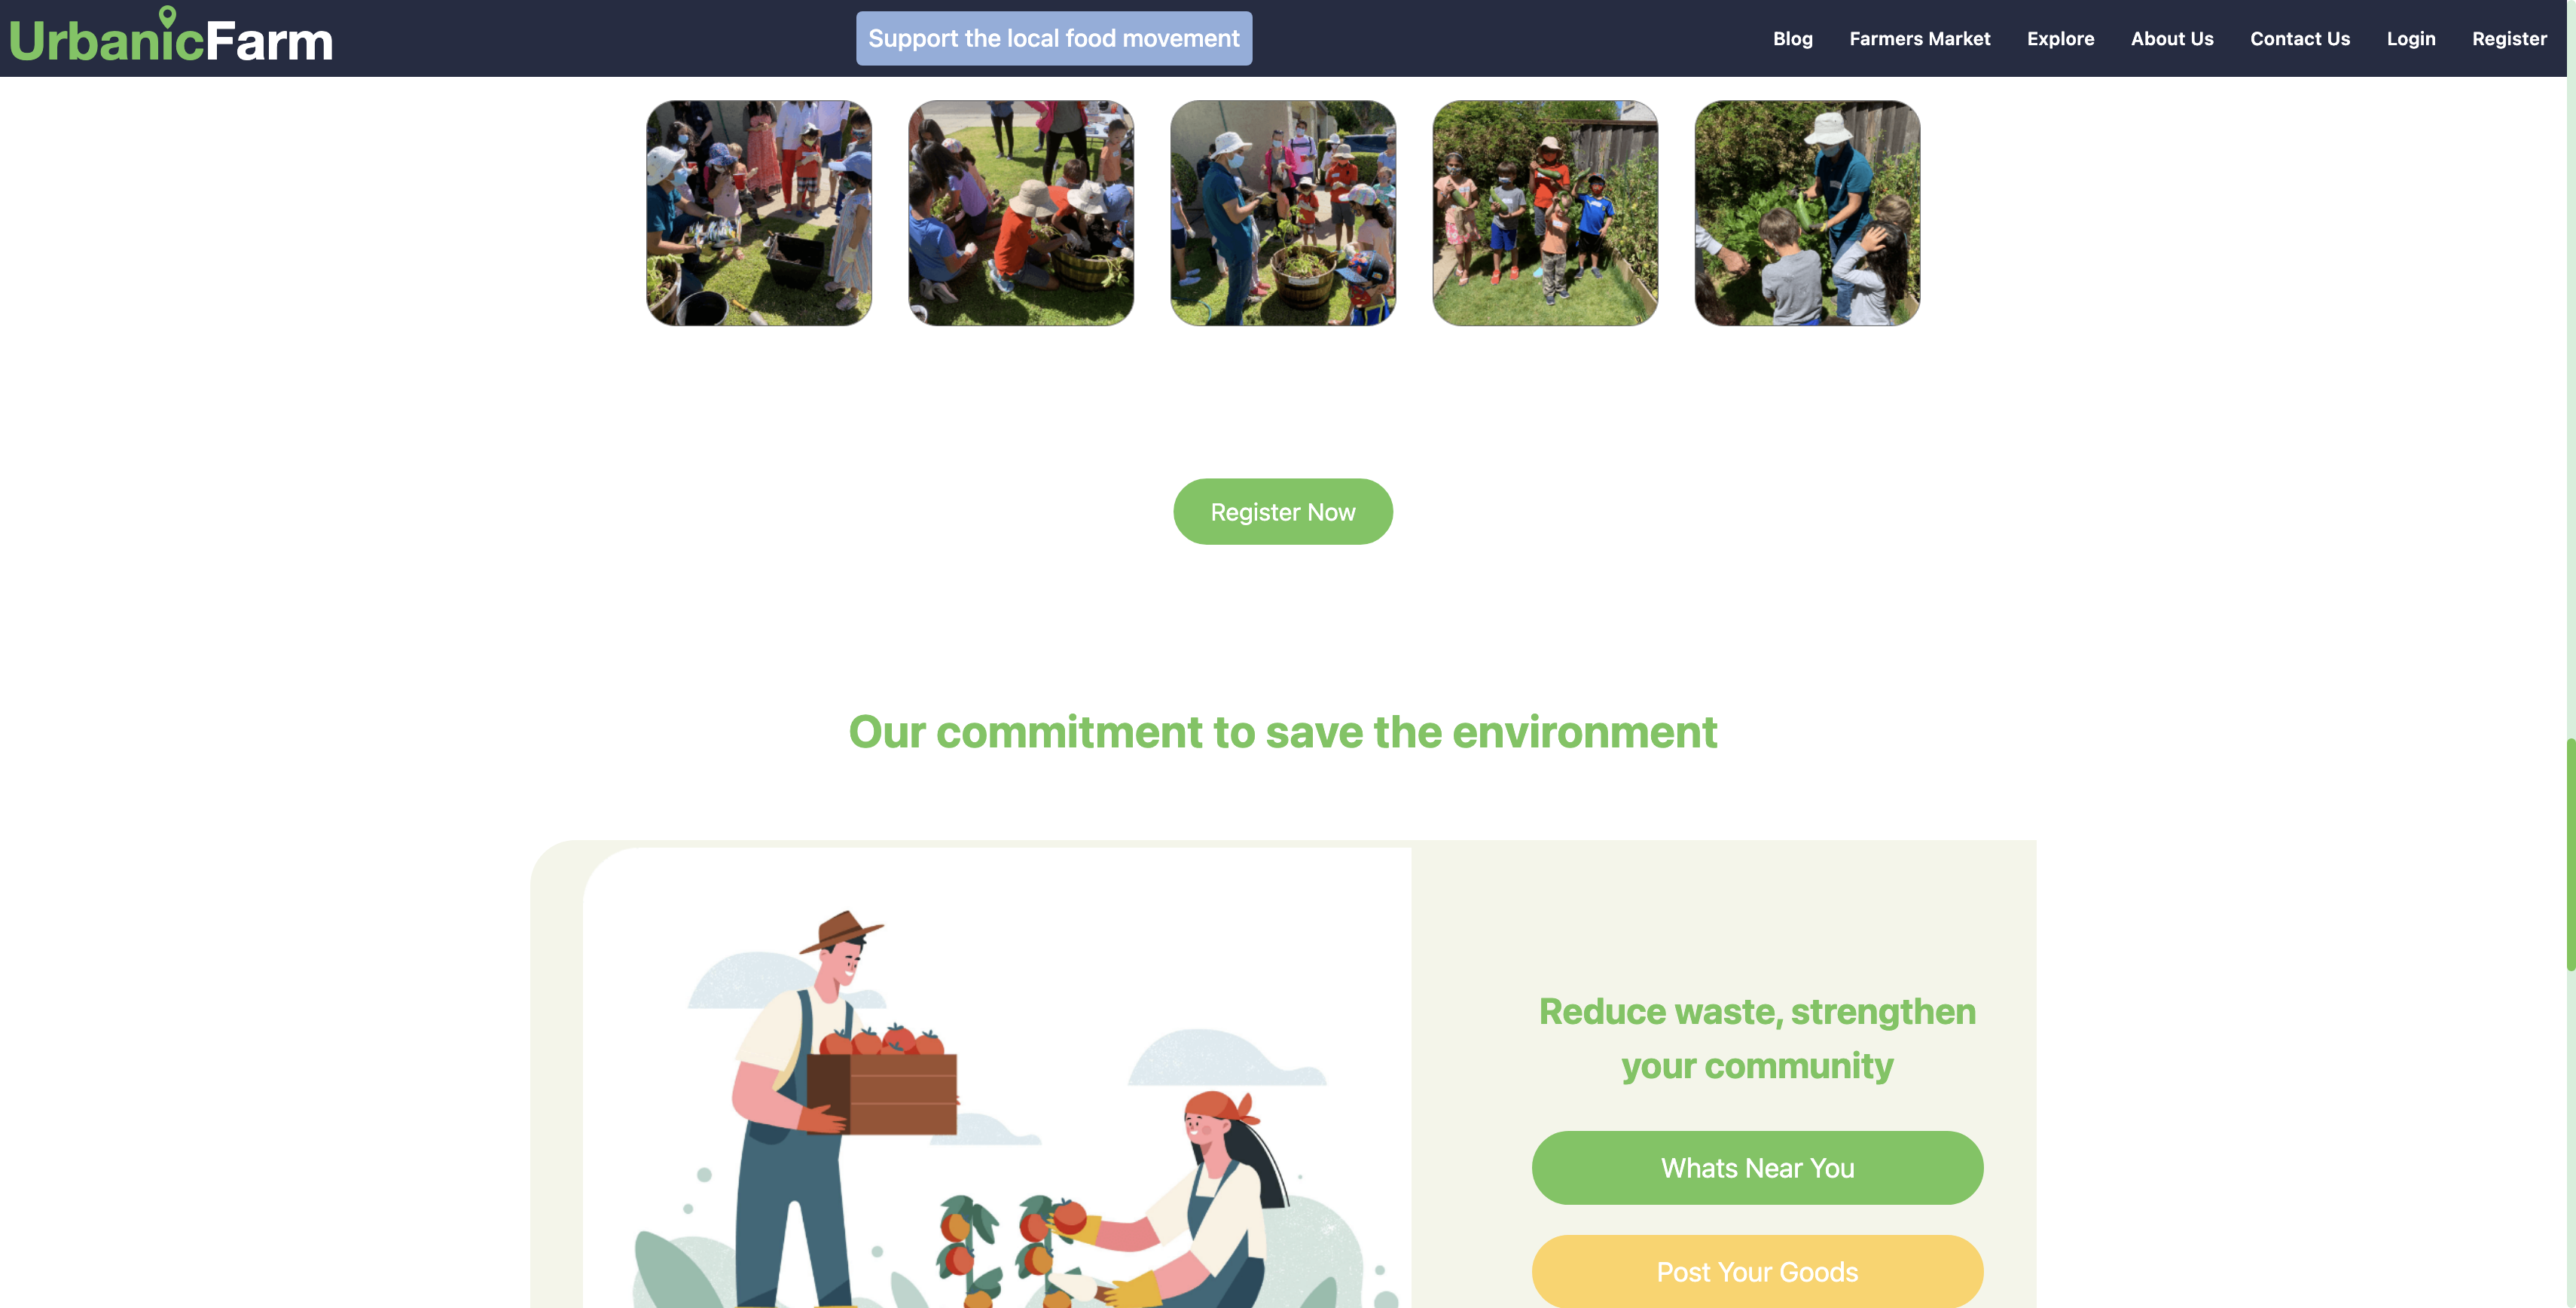 UrbanicFarm
Support the local food movement
Blog
Farmers Market
Explore
About Us
Contact Us
Login
Register
Register Now
Our commitment to save the environment
Reduce waste, strengthen
your community
Whats Near You
Post Your Goods